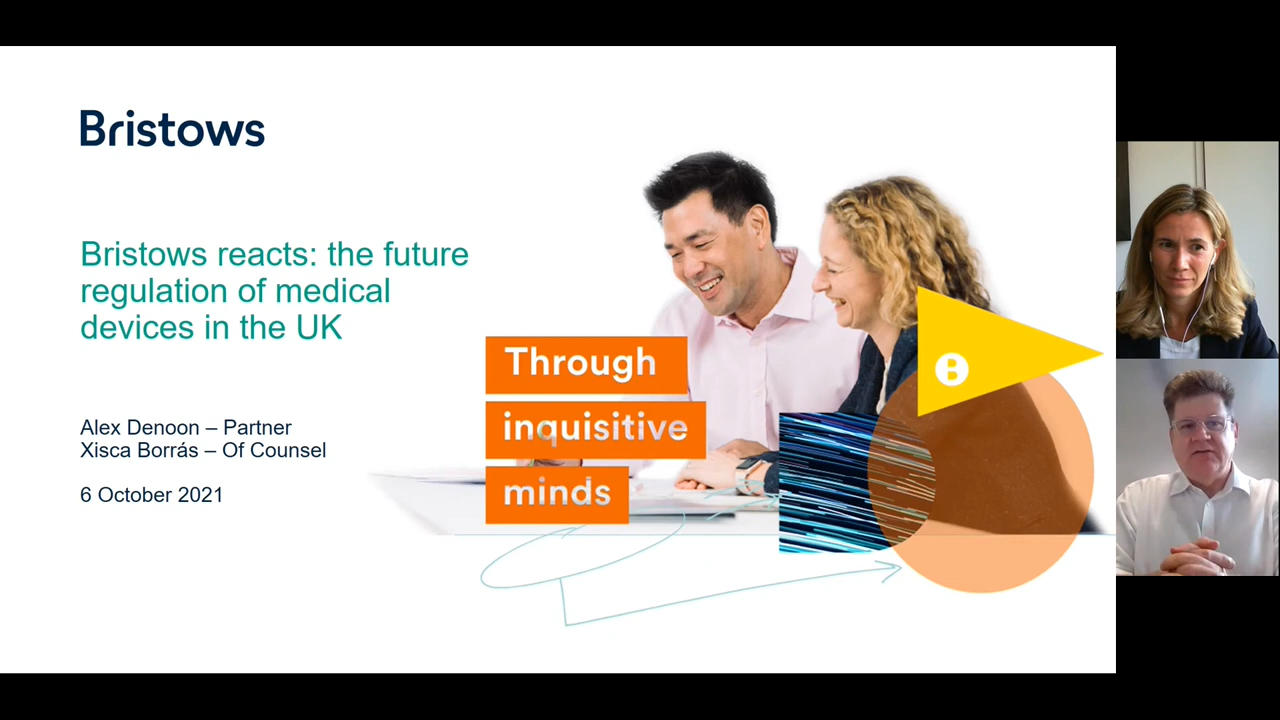 Bristows
Bristows reacts: the future
regulation of medical
devices in the UK
Alex Denoon – Partner
Xisca Borrás – Of Counsel
6 October 2021
Through
inquisitive
minds
B